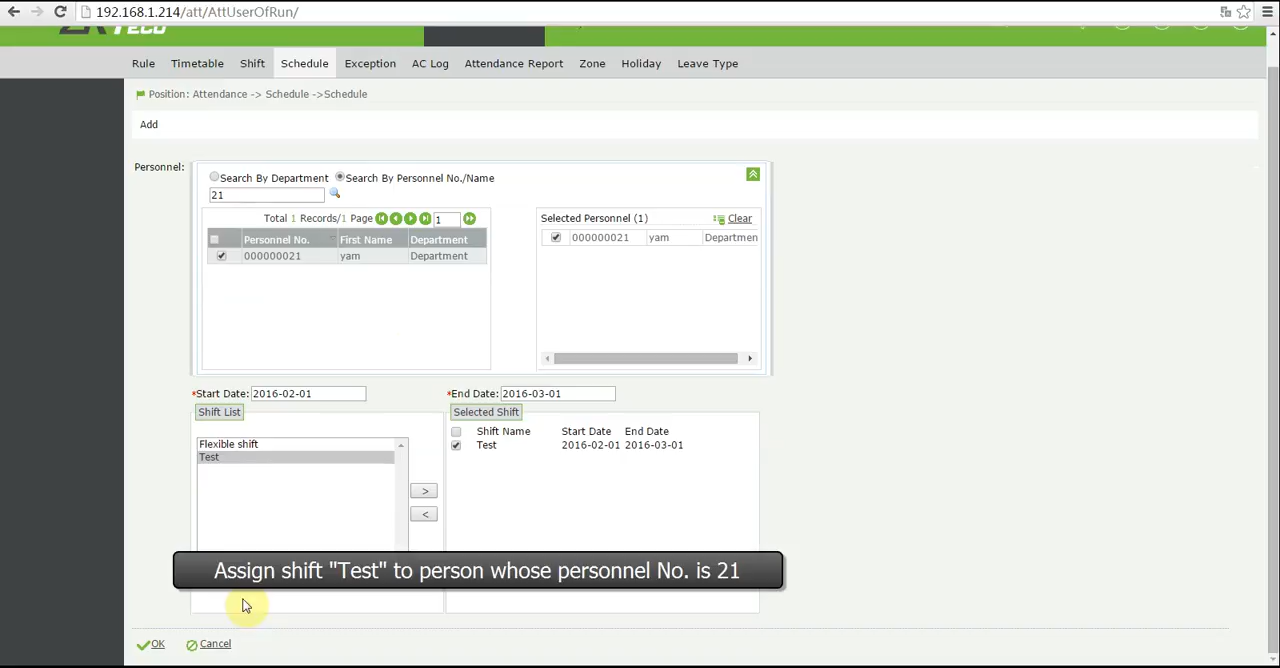 192.168.1.214/att/AttUserOfRun/
Rule Timetable Shift Schedule Exception AC Log Attendance Report Zone Holiday Leave Type
Position: Attendance -> Schedule ->Schedule
Add
Personnel:
Search By Department Search By Personnel No./Name
21
Total 1 Records/1 Page 1
Selected Personnel (1) Clear
Personnel No. First Name Department
000000021 yam Departmen
000000021 yam Department
*Start Date: 2016-02-01 *End Date: 2016-03-01
Shift List Selected Shift
Shift Name Start Date End Date
Flexible shift
Test 2016-02-01 2016-03-01
Test
>
<
Assign shift "Test" to person whose personnel No. is 21
OK Cancel